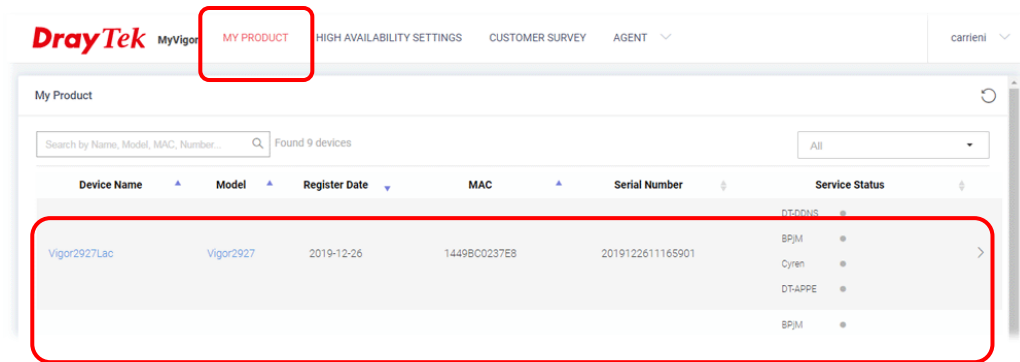 DrayTek MyVigor MY PRODUCT HIGH AVAILABILITY SETTINGS CUSTOMER SURVEY AGENT carrieni
My Product
Search by Name, Model, MAC, Number... Found 9 devices All
Device Name Model Register Date MAC Serial Number Service Status
DT-DDNS
BPjM
Vigor2927Lac Vigor2927 2019-12-26 1449BC0237E8 2019122611165901
Cyren
DT-APPE
BPjM